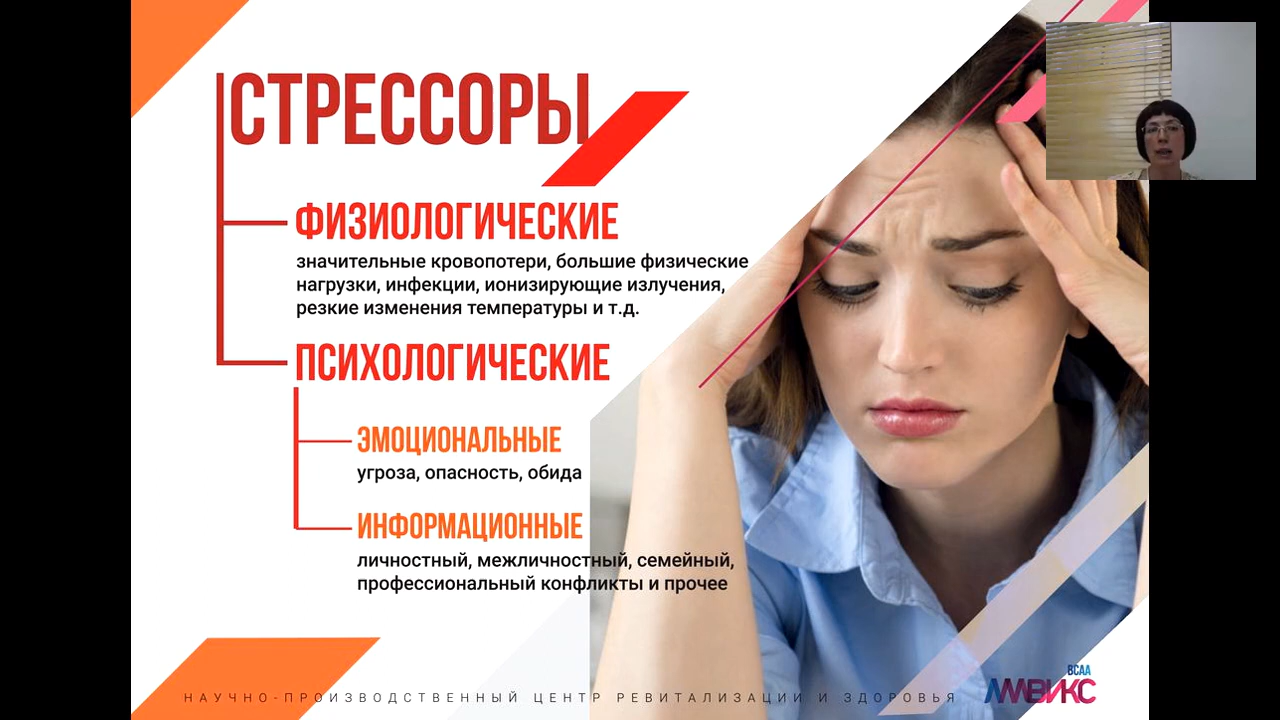 СТРЕССОРЫ
ФИЗИОЛОГИЧЕСКИЕ
значительные кровопотери, большие физические
нагрузки, инфекции, ионизирующие излучения,
резкие изменения температуры и т.д.
ПСИХОЛОГИЧЕСКИЕ
ЭМОЦИОНАЛЬНЫЕ
угроза, опасность, обида
ИНФОРМАЦИОННЫЕ
личностный, межличностный, семейный,
профессиональный конфликты и прочее
НАУЧНО-ПРОИЗВОДСТВЕННЫЙ ЦЕНТР РЕВИТАЛИЗАЦИИ И ЗДОРОВЬЯ
ВСАА